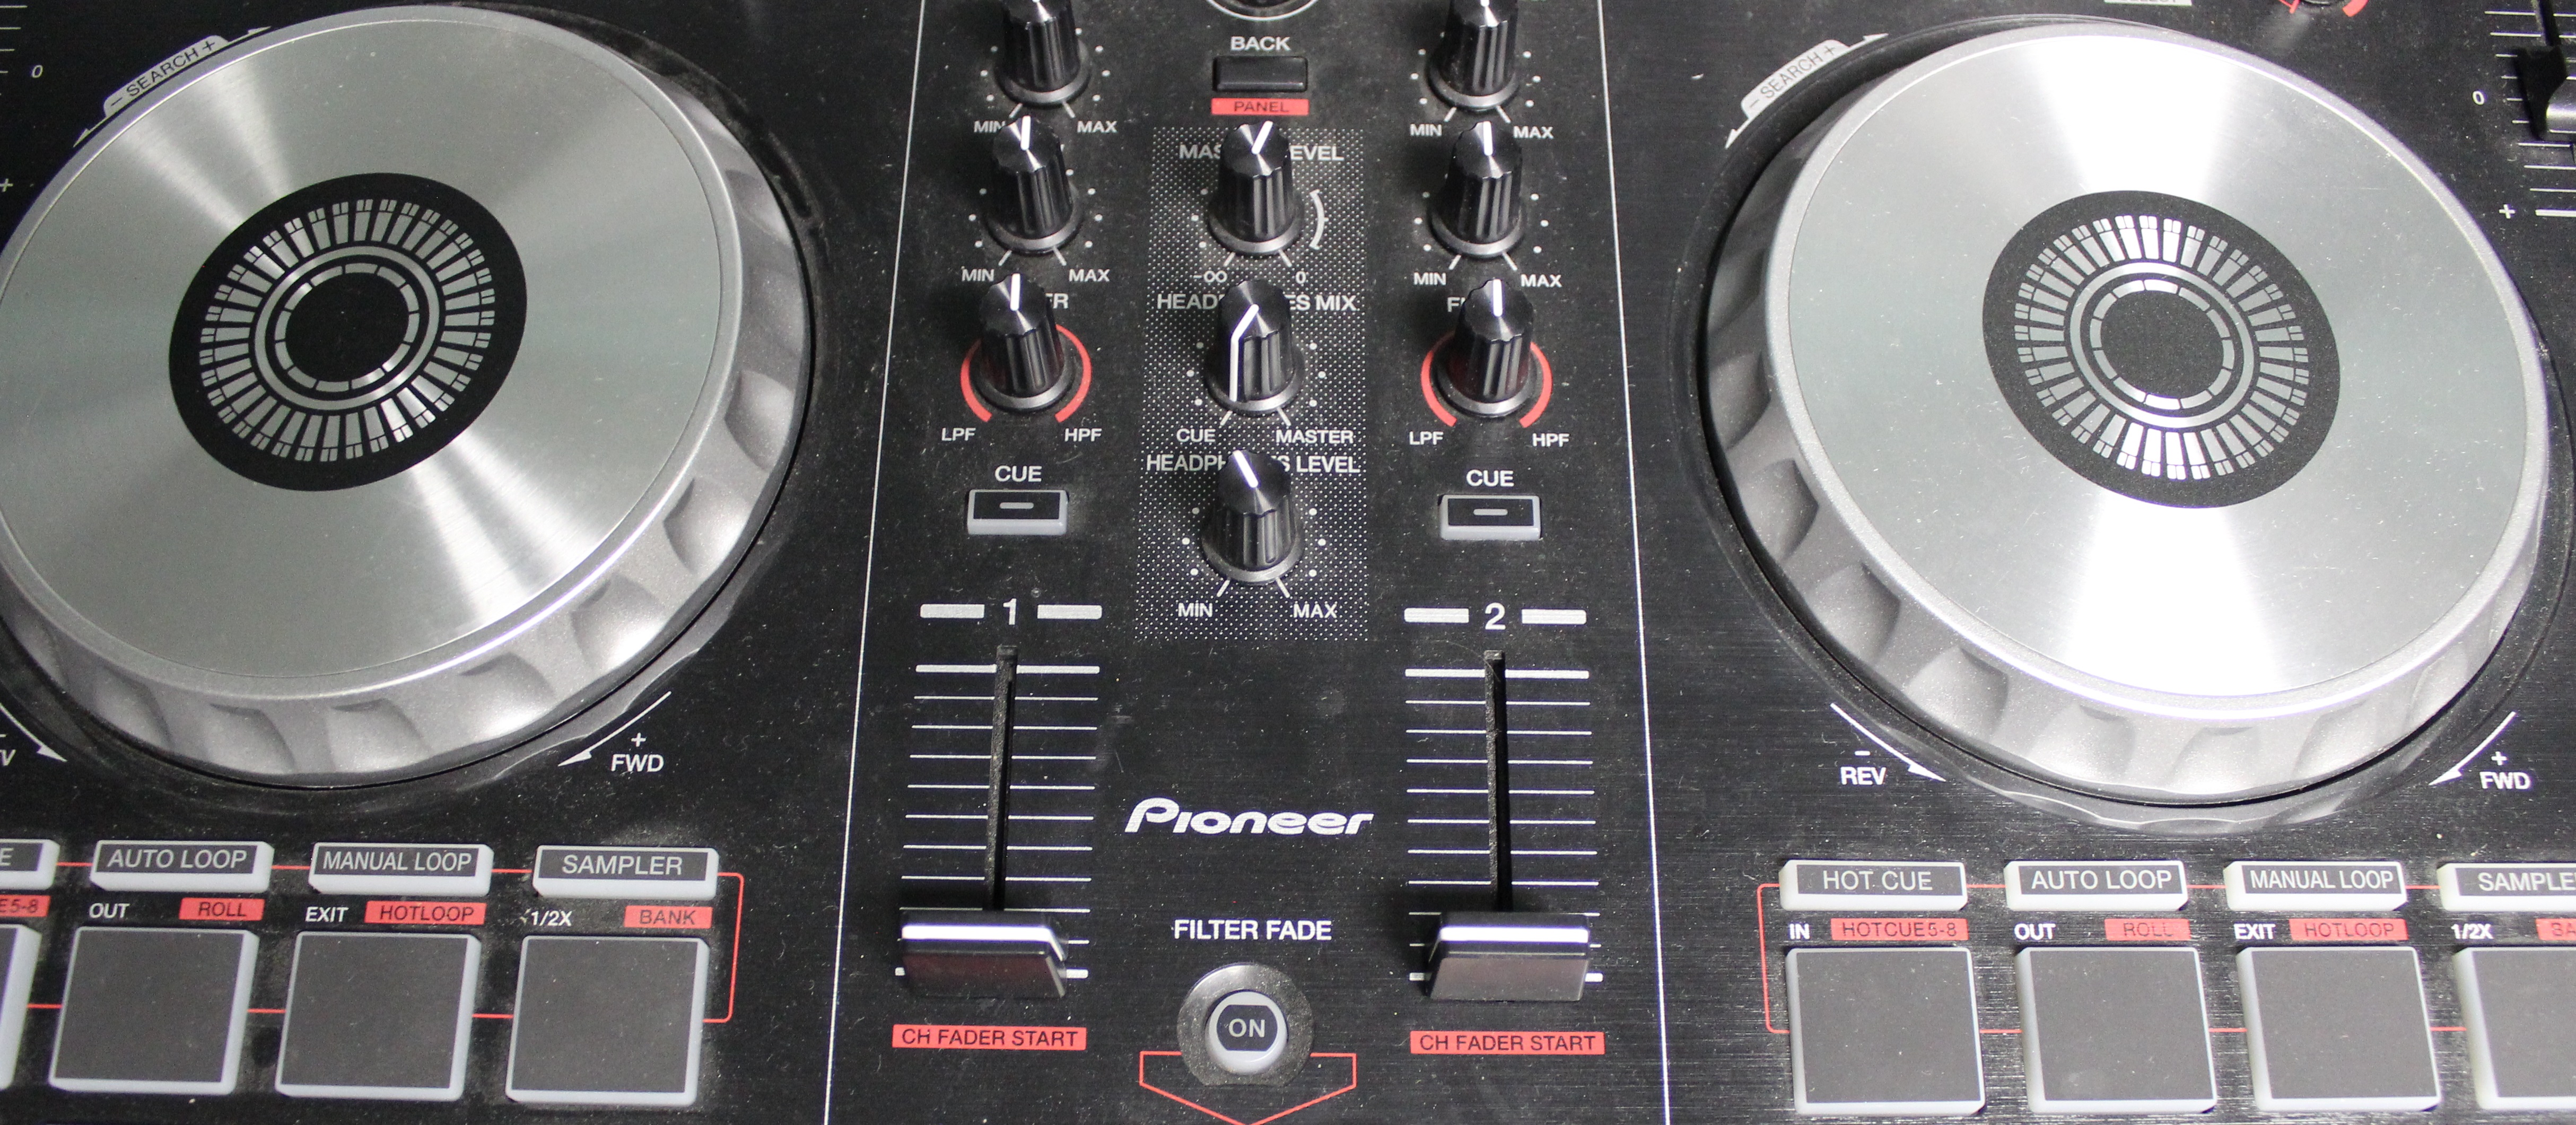 - SEARCH +
0
+
BACK
PANEL
- SEARCH +
0
+
MIN MAX
MIN MAX
MIN MAX
-∞ 0
MIN MAX
MIX
LPF HPF
CUE MASTER
LPF HPF
CUE
LEVEL
CUE
MIN MAX
1
2
+
FWD
-
REV
+
FWD
Pioneer
AUTO LOOP
MANUAL LOOP
SAMPLER
OUT ROLL
EXIT HOTLOOP
1/2X BANK
FILTER FADE
ON
CH FADER START
CH FADER START
HOT CUE
AUTO LOOP
MANUAL LOOP
IN HOTCUE5-8
OUT ROLL
EXIT HOTLOOP
1/2X